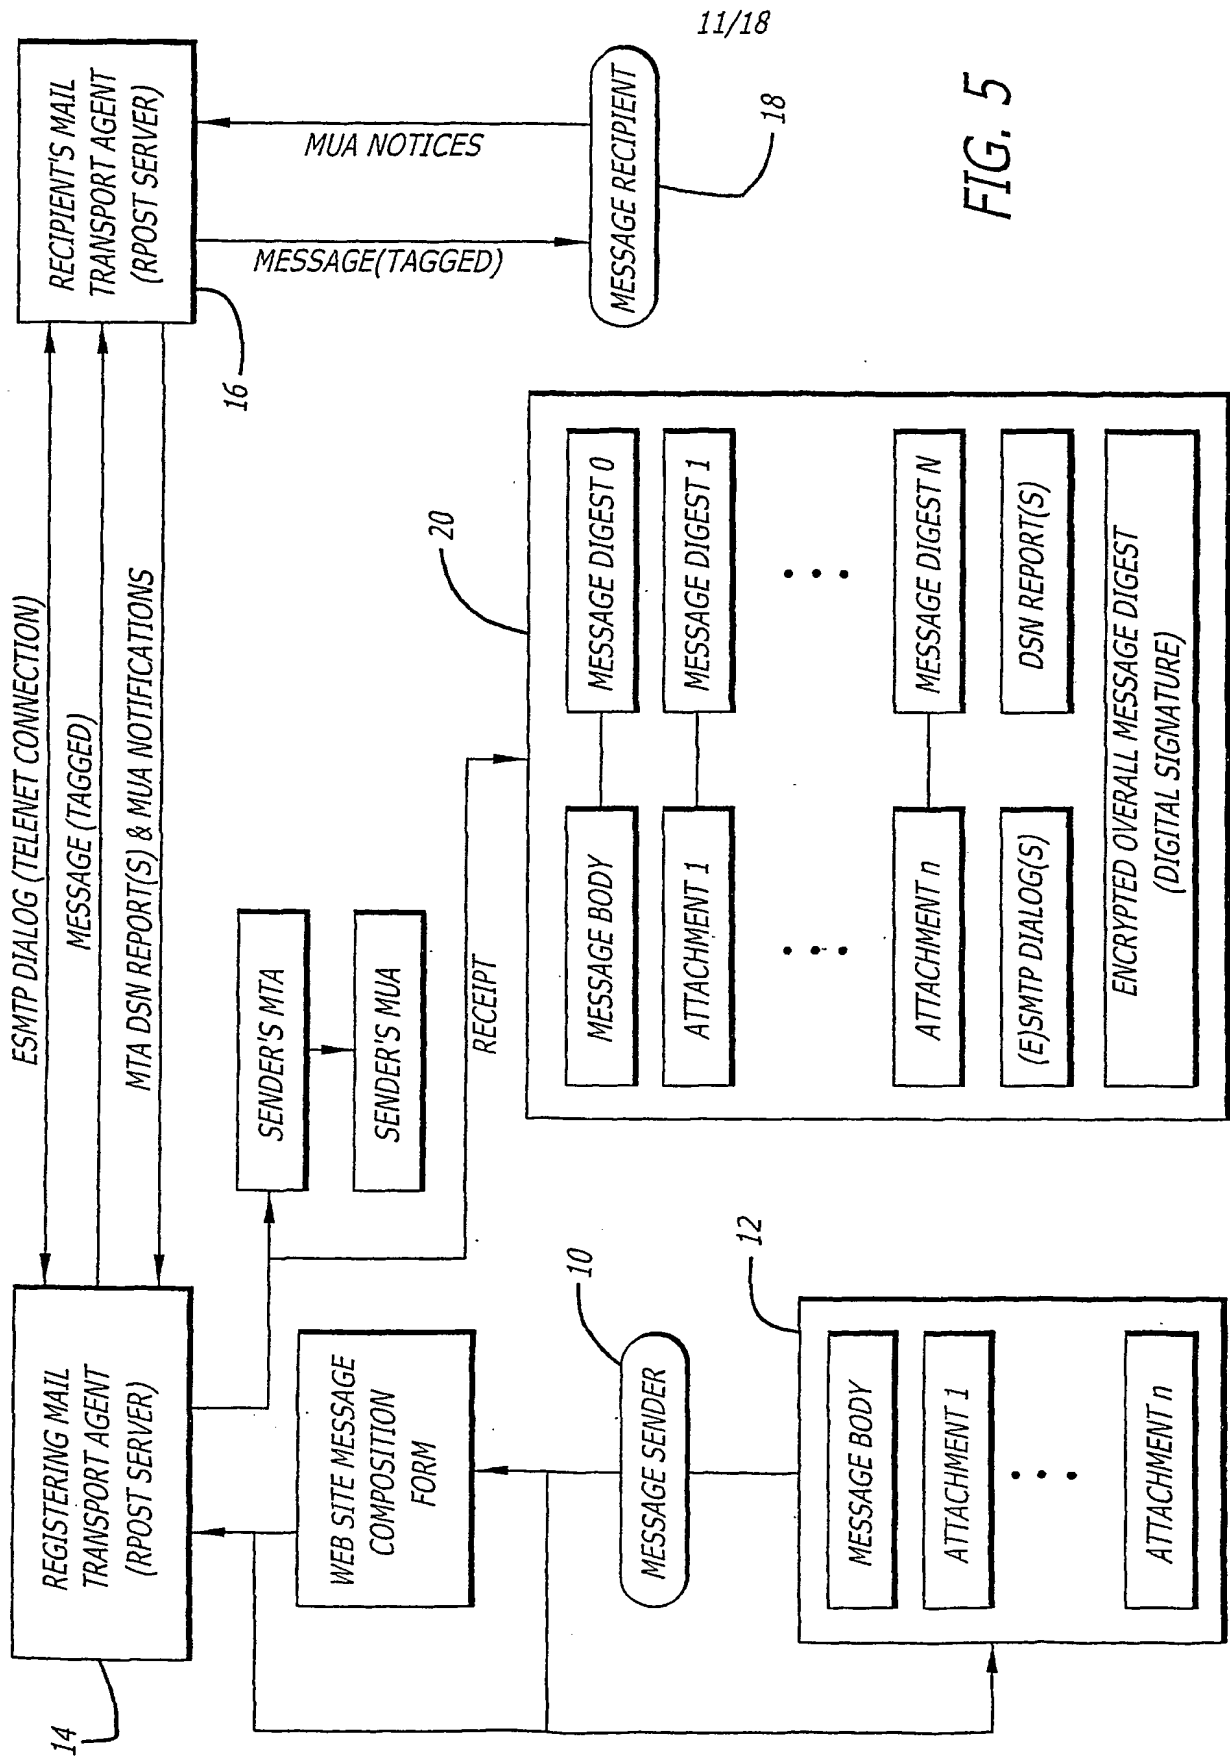 11/18
REGISTERING MAIL
TRANSPORT AGENT
(RPOST SERVER)
14
ESMTP DIALOG (TELENET CONNECTION)
MESSAGE (TAGGED)
MTA DSN REPORT(S) & MUA NOTIFICATIONS
RECIPIENT'S MAIL
TRANSPORT AGENT
(RPOST SERVER)
16
MESSAGE(TAGGED)
MUA NOTICES
MESSAGE RECIPIENT
18
WEB SITE MESSAGE
COMPOSITION
FORM
SENDER'S MTA
SENDER'S MUA
RECEIPT
MESSAGE SENDER
10
12
MESSAGE BODY
ATTACHMENT 1
ATTACHMENT n
20
MESSAGE BODY
MESSAGE DIGEST 0
ATTACHMENT 1
MESSAGE DIGEST 1
ATTACHMENT n
MESSAGE DIGEST N
(E)SMTP DIALOG(S)
DSN REPORT(S)
ENCRYPTED OVERALL MESSAGE DIGEST
(DIGITAL SIGNATURE)
FIG. 5